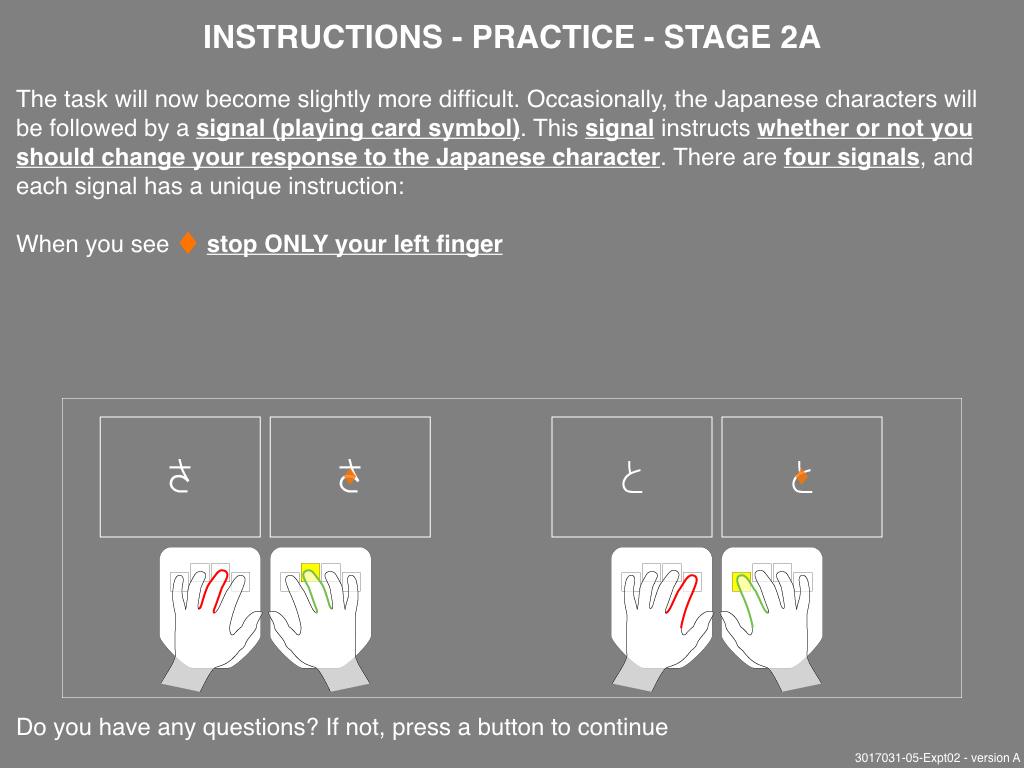 INSTRUCTIONS - PRACTICE - STAGE 2A
The task will now become slightly more difficult. Occasionally, the Japanese characters will
be followed by a signal (playing card symbol). This signal instructs whether or not you
should change your response to the Japanese character. There are four signals, and
each signal has a unique instruction:
When you see ♦ stop ONLY your left finger
さ さ と と
Do you have any questions? If not, press a button to continue
3017031-05-Expt02 - version A